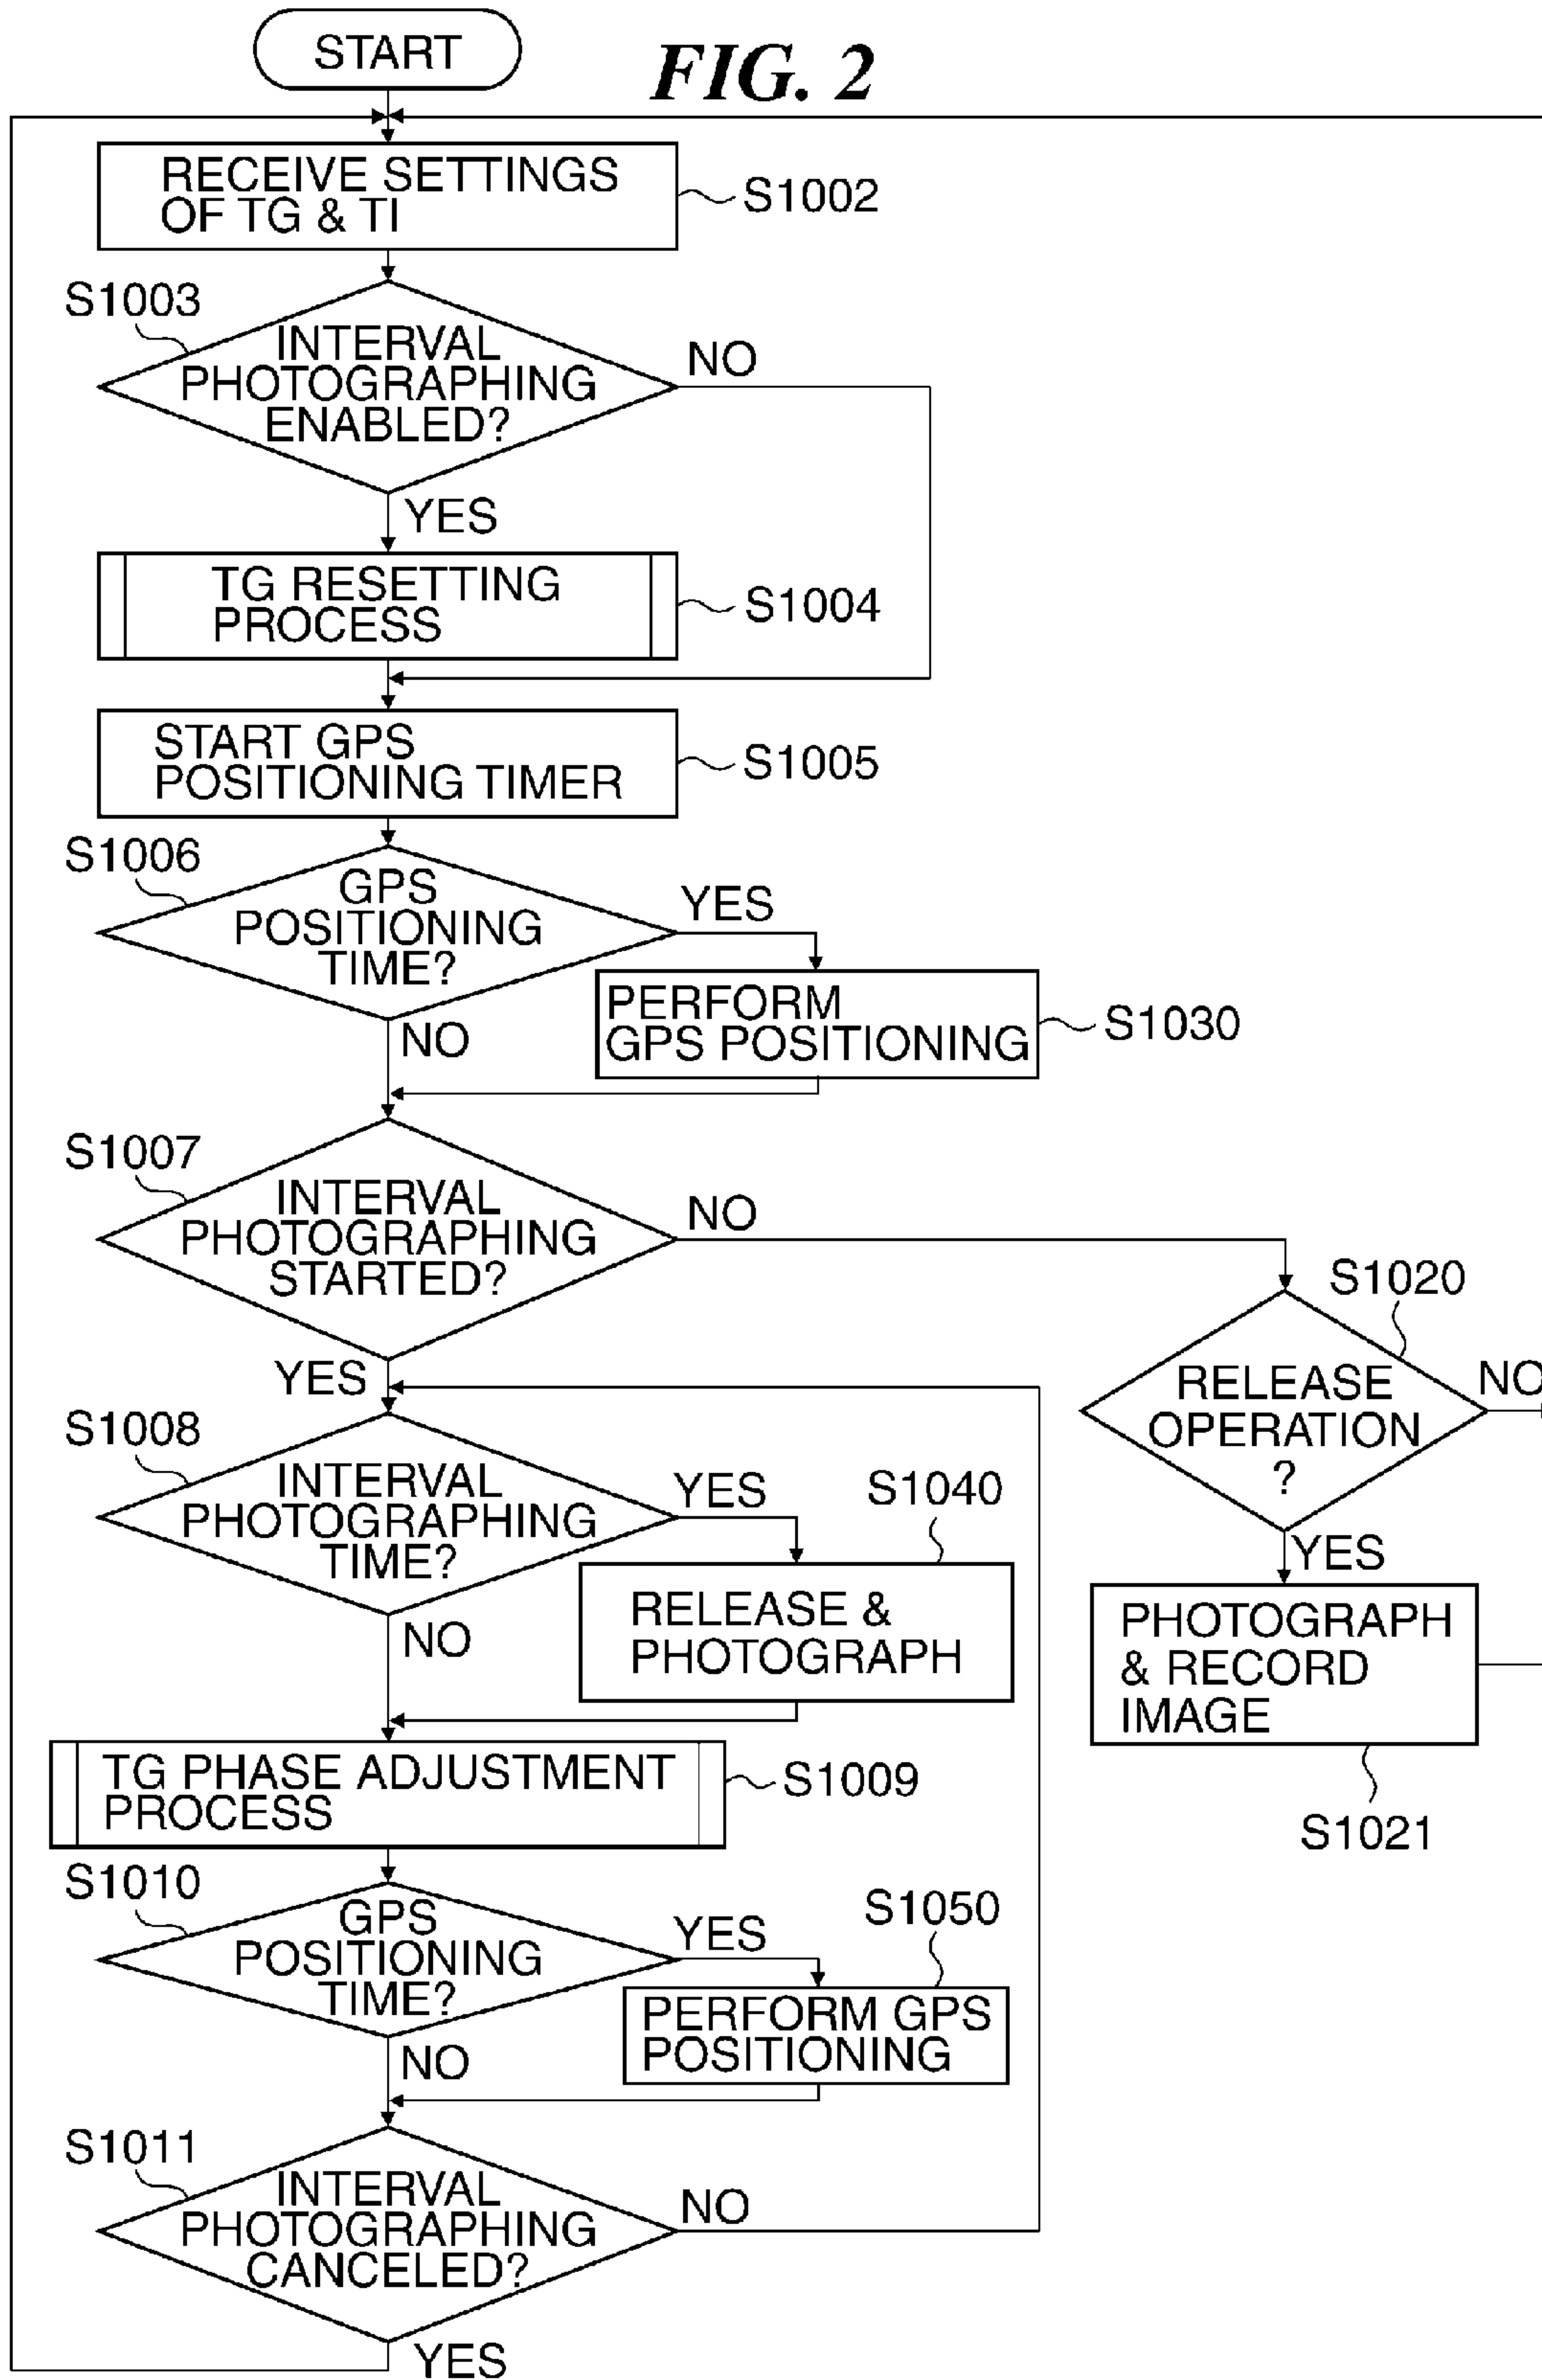 START
FIG. 2
RECEIVE SETTINGS
OF TG & TI
S1002
S1003
INTERVAL
PHOTOGRAPHING
ENABLED?
NO
YES
TG RESETTING
PROCESS
S1004
START GPS
POSITIONING TIMER
S1005
S1006
GPS
POSITIONING
TIME?
YES
NO
PERFORM
GPS POSITIONING
S1030
S1007
INTERVAL
PHOTOGRAPHING
STARTED?
NO
YES
S1020
RELEASE
OPERATION
?
NO
YES
PHOTOGRAPH
& RECORD
IMAGE
S1021
S1008
INTERVAL
PHOTOGRAPHING
TIME?
YES
NO
S1040
RELEASE &
PHOTOGRAPH
TG PHASE ADJUSTMENT
PROCESS
S1009
S1010
GPS
POSITIONING
TIME?
YES
NO
S1050
PERFORM GPS
POSITIONING
S1011
INTERVAL
PHOTOGRAPHING
CANCELED?
NO
YES